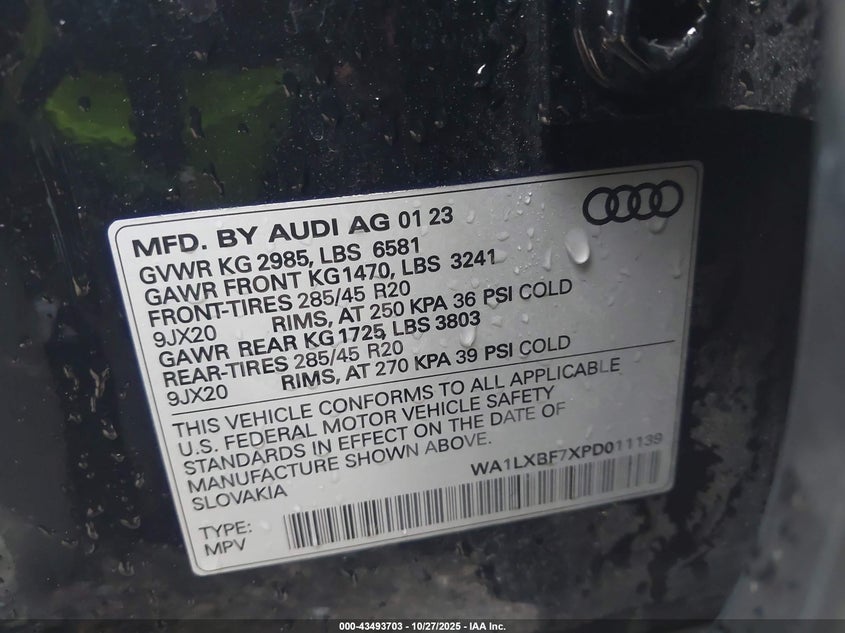 MFD. BY AUDI AG 01 23
GVWR KG 2985, LBS 6581
GAWR FRONT KG1470, LBS 3241
FRONT-TIRES 285/45 R20
9JX20 RIMS, AT 250 KPA 36 PSI COLD
GAWR REAR KG 1725, LBS 3803
REAR-TIRES 285/45 R20
9JX20 RIMS, AT 270 KPA 39 PSI COLD
THIS VEHICLE CONFORMS TO ALL APPLICABLE
U.S. FEDERAL MOTOR VEHICLE SAFETY
STANDARDS IN EFFECT ON THE DATE OF
MANUFACTURE SHOWN ABOVE.
SLOVAKIA
WA1LXBF7XPD011139
TYPE:
MPV
000-43493703 - 10/27/2025 - IAA Inc.